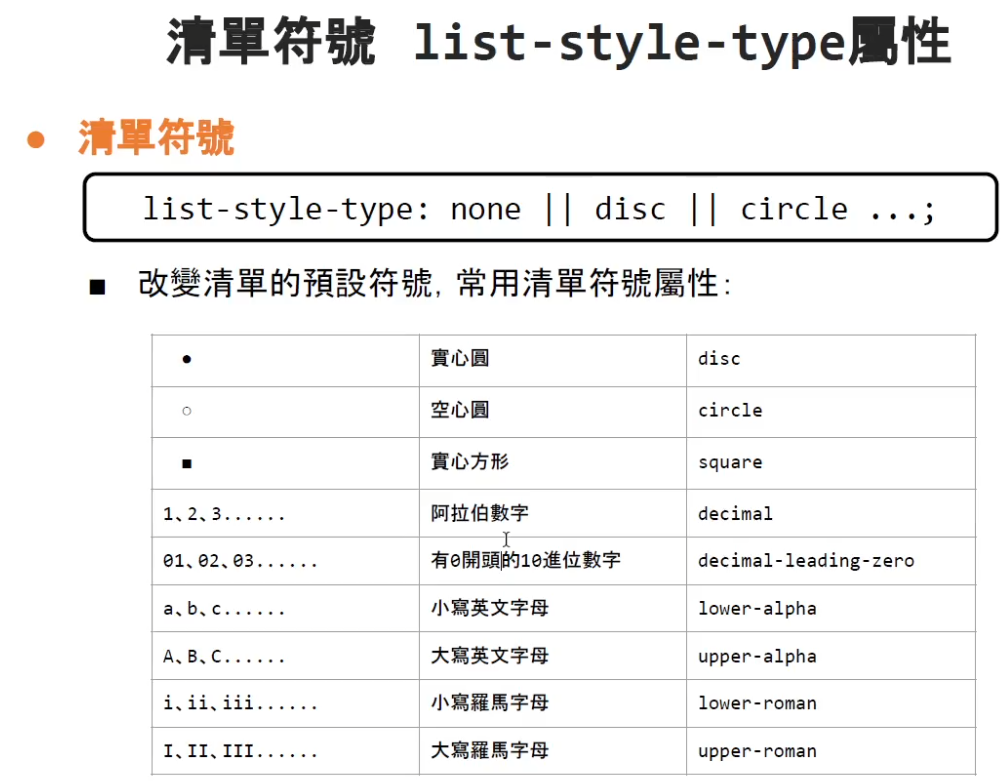 清單符號 list-style-type屬性
● 清單符號
list-style-type: none || disc || circle ...;
■ 改變清單的預設符號, 常用清單符號屬性:
● 實心圓 disc
○ 空心圓 circle
■ 實心方形 square
1、2、3...... 阿拉伯數字 decimal
01、02、03...... 有0開頭的10進位數字 decimal-leading-zero
a、b、c...... 小寫英文字母 lower-alpha
A、B、C...... 大寫英文字母 upper-alpha
i、ii、iii...... 小寫羅馬字母 lower-roman
I、II、III...... 大寫羅馬字母 upper-roman